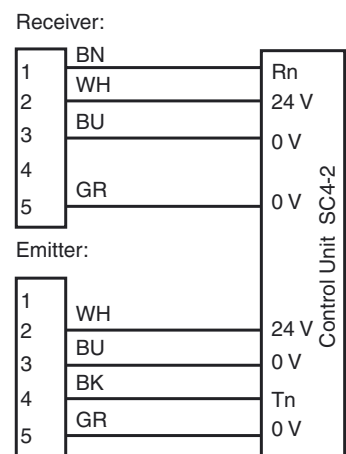 Receiver:
1 BN Rn
2 WH 24 V
3 BU 0 V
4
5 GR 0 V
Emitter:
1
2 WH 24 V
3 BU 0 V
4 BK Tn
5 GR 0 V
Control Unit SC4-2